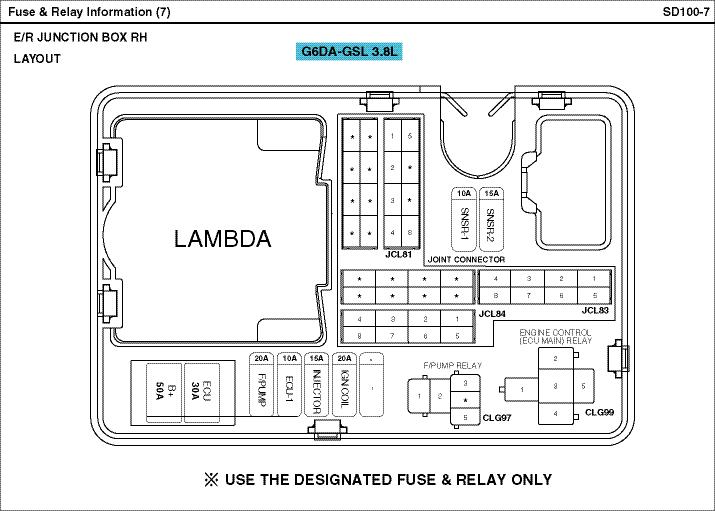 Fuse & Relay Information (7)
SD100-7
E/R JUNCTION BOX RH
LAYOUT
G6DA-GSL 3.8L
* * 1 5
* * 2 *
* * 3 *
* * 4 8
JCL81
10A 15A
SNSR-1 SNSR-2
LAMBDA
JOINT CONNECTOR
* * * * 4 3 2 1
* * * * 8 7 6 5
JCL84 JCL83
4 3 2 1
8 7 6 5
ENGINE CONTROL
(ECU MAIN) RELAY
F/PUMP RELAY
20A 10A 15A 20A -
B+ 50A
ECU 30A
F/PUMP
ECU-1
INJECTOR
IGN COIL
-
1 2 3 * 5
CLG97
2
1 3 5
4
CLG99
※ USE THE DESIGNATED FUSE & RELAY ONLY